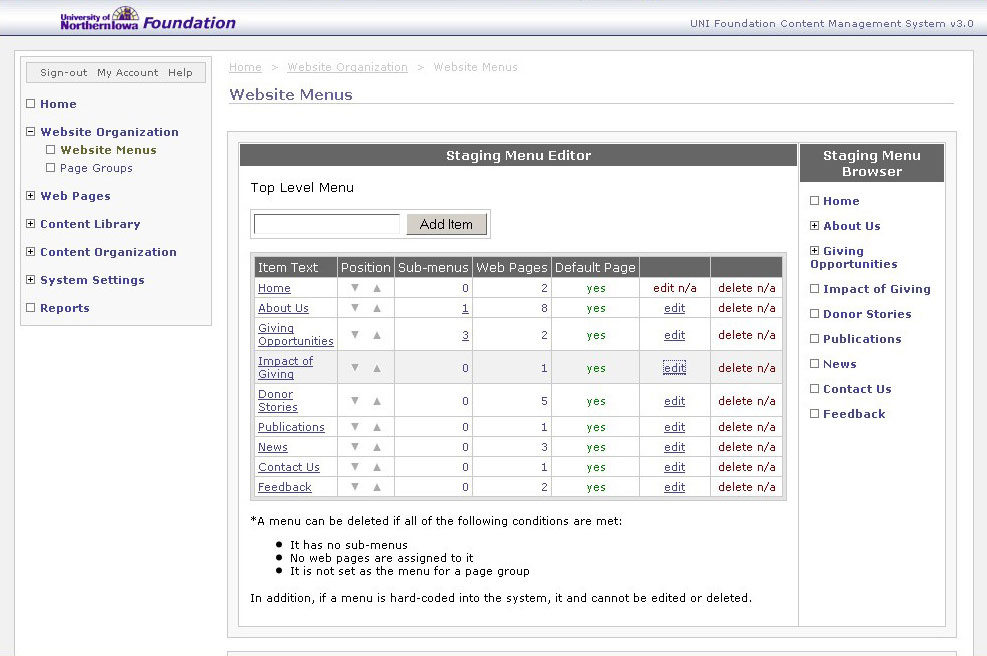 University of
Northern Iowa Foundation
UNI Foundation Content Management System v3.0
Sign-out My Account Help
Home
Website Organization
Website Menus
Page Groups
Web Pages
Content Library
Content Organization
System Settings
Reports
Home > Website Organization > Website Menus
Website Menus
Staging Menu Editor
Top Level Menu
Add Item
Item Text Position Sub-menus Web Pages Default Page
Home ▼ ▲ 0 2 yes edit n/a delete n/a
About Us ▼ ▲ 1 8 yes edit delete n/a
Giving
Opportunities ▼ ▲ 3 2 yes edit delete n/a
Impact of
Giving ▼ ▲ 0 1 yes edit delete n/a
Donor
Stories ▼ ▲ 0 5 yes edit delete n/a
Publications ▼ ▲ 0 1 yes edit delete n/a
News ▼ ▲ 0 3 yes edit delete n/a
Contact Us ▼ ▲ 0 1 yes edit delete n/a
Feedback ▼ ▲ 0 2 yes edit delete n/a
*A menu can be deleted if all of the following conditions are met:
● It has no sub-menus
● No web pages are assigned to it
● It is not set as the menu for a page group
In addition, if a menu is hard-coded into the system, it and cannot be edited or deleted.
Staging Menu
Browser
Home
About Us
Giving
Opportunities
Impact of Giving
Donor Stories
Publications
News
Contact Us
Feedback